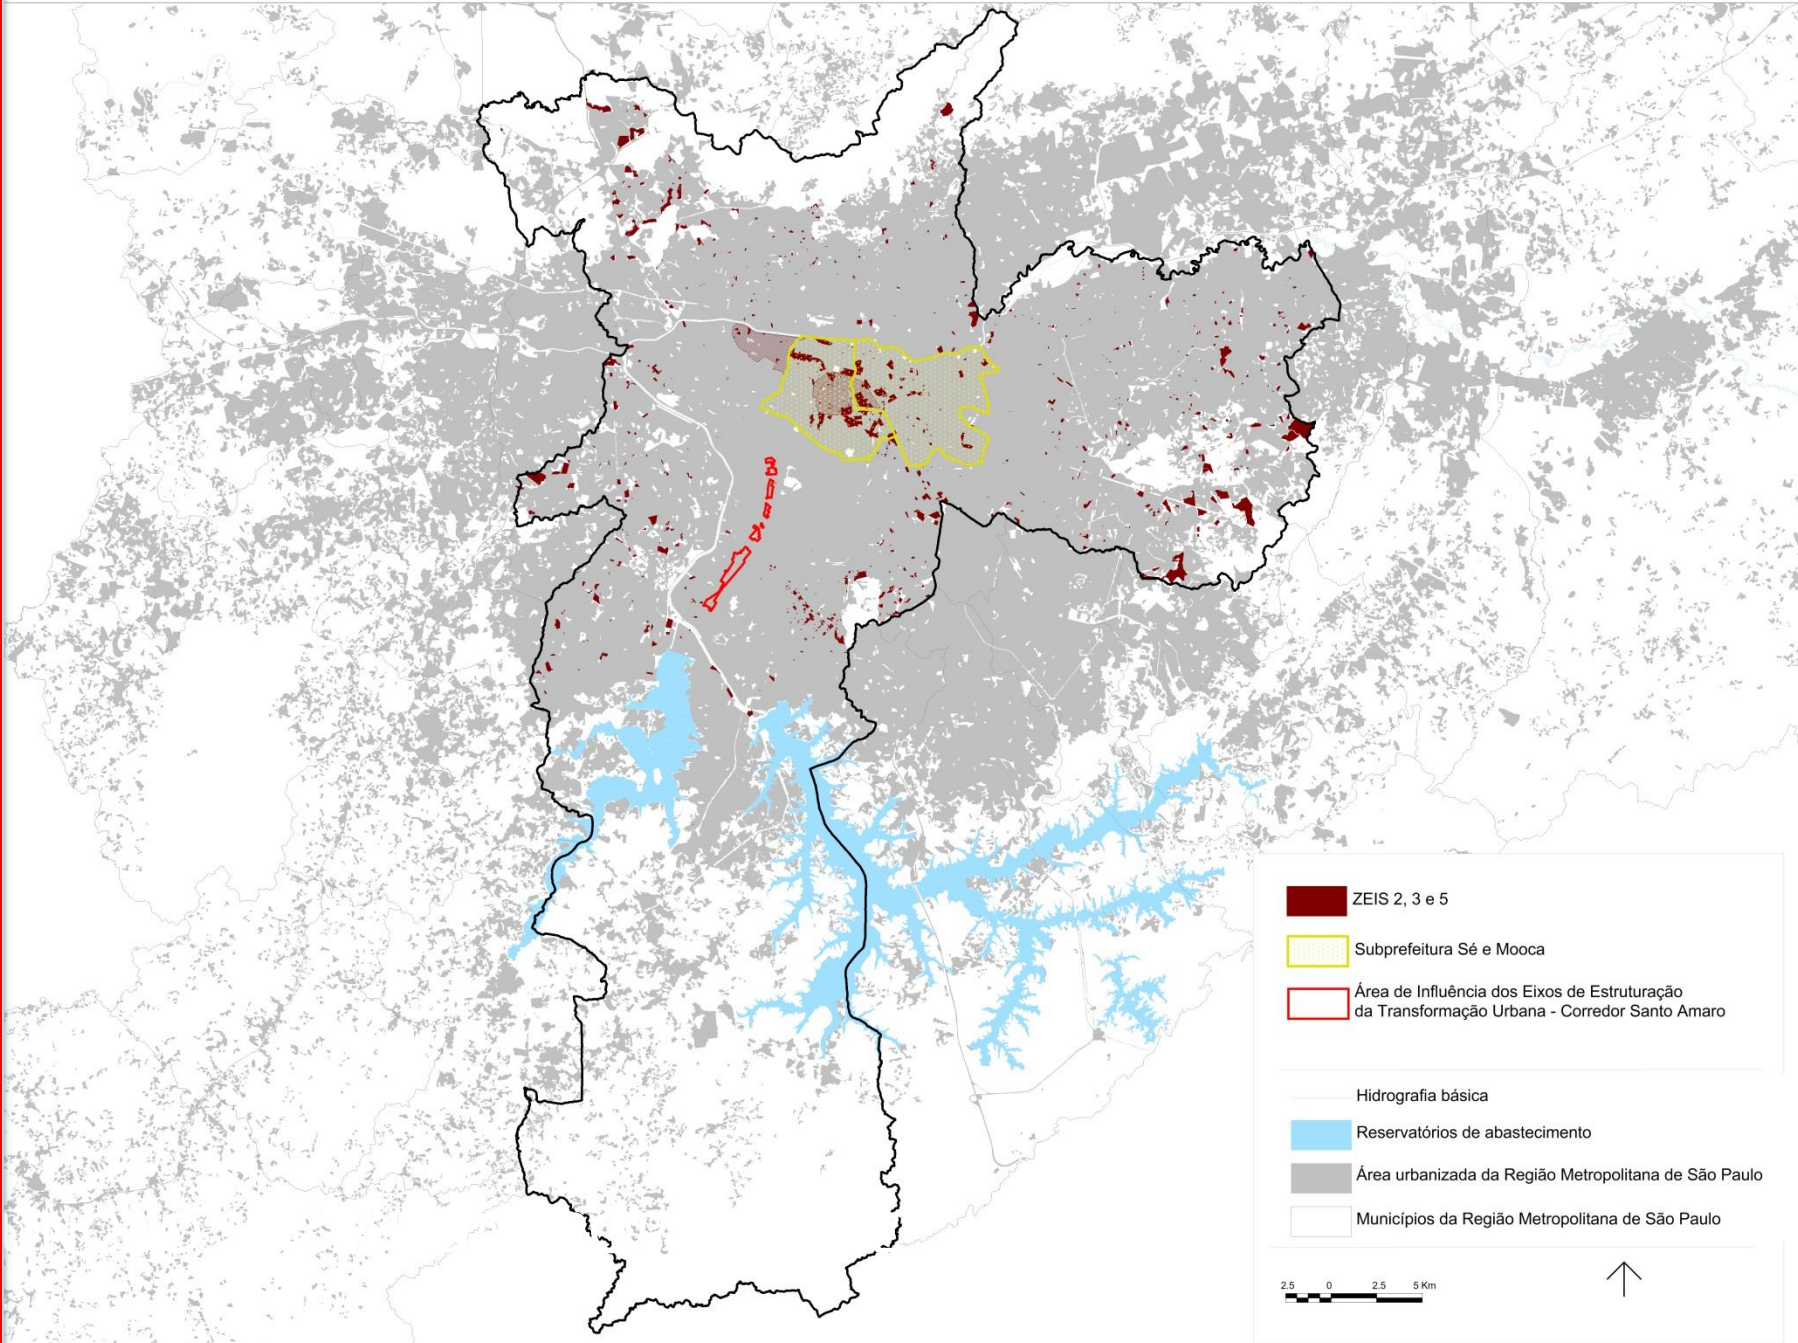 ZEIS 2, 3 e 5
Subprefeitura Sé e Mooca
Área de Influência dos Eixos de Estruturação
da Transformação Urbana - Corredor Santo Amaro
Hidrografia básica
Reservatórios de abastecimento
Área urbanizada da Região Metropolitana de São Paulo
Municípios da Região Metropolitana de São Paulo
2.5 0 2.5 5 Km